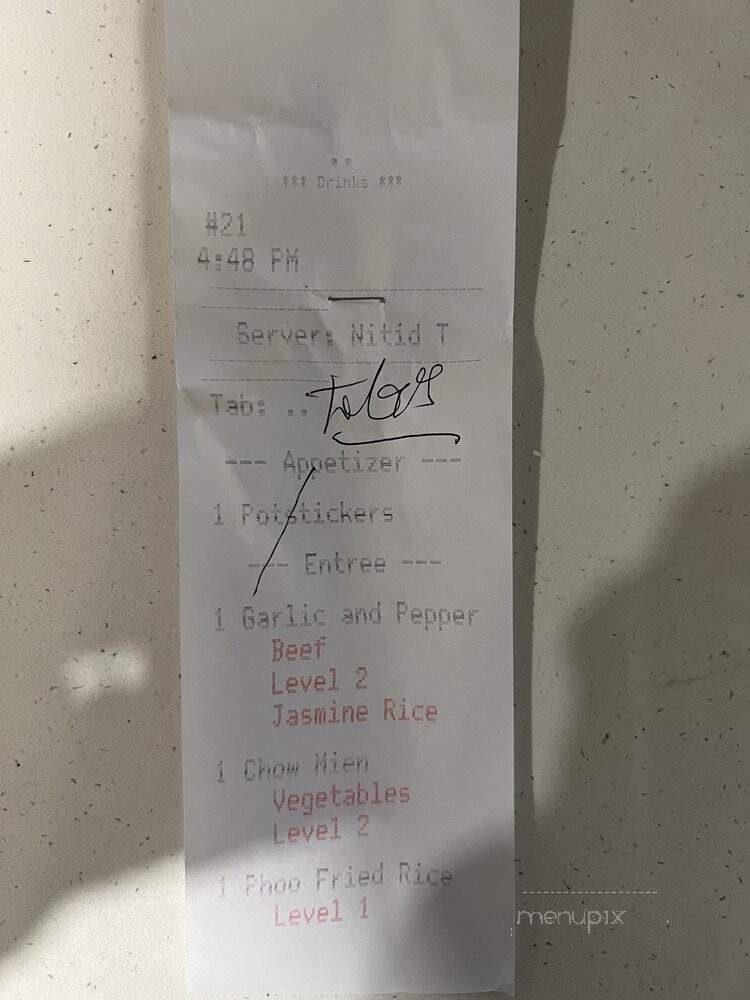 *** Drinks ***
#21
4:48 PM
Server: Nitid T
Tab: ..
--- Appetizer ---
1 Potstickers
--- Entree ---
1 Garlic and Pepper
Beef
Level 2
Jasmine Rice
1 Chow Mien
Vegetables
Level 2
1 Phoo Fried Rice
Level 1
menupix